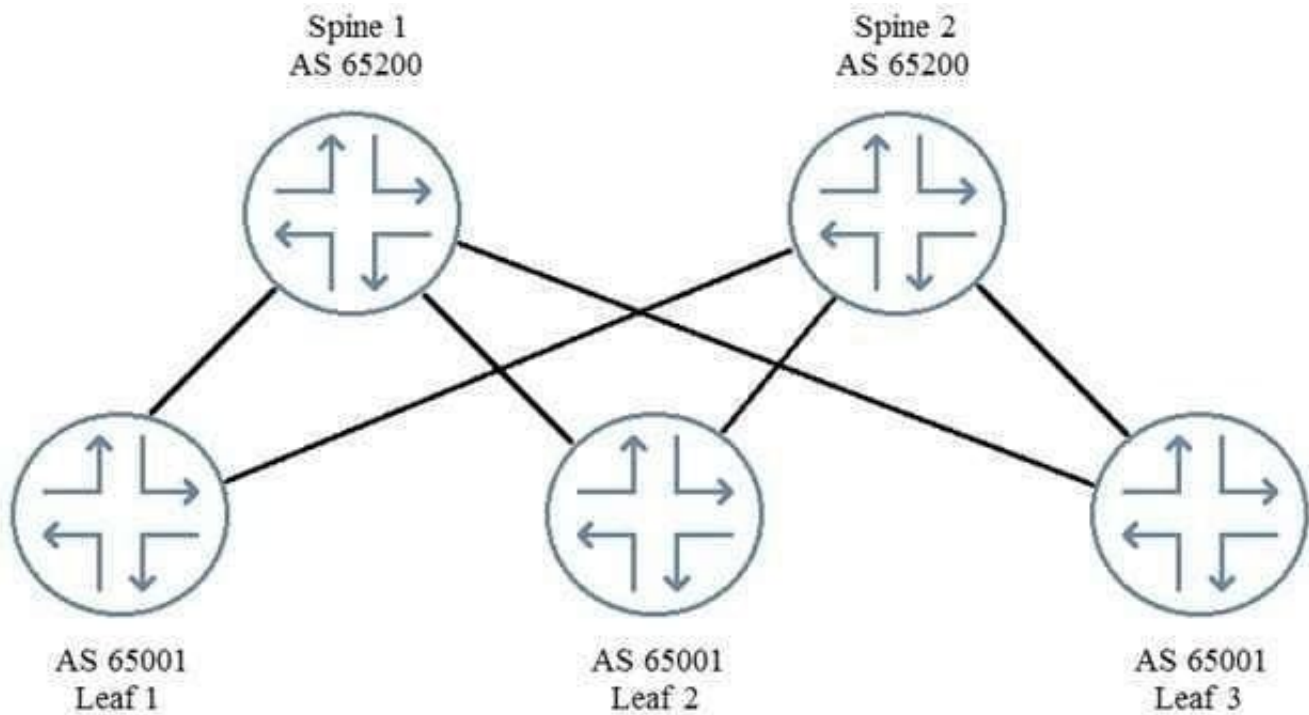 Spine 1
AS 65200
Spine 2
AS 65200
AS 65001
Leaf 1
AS 65001
Leaf 2
AS 65001
Leaf 3